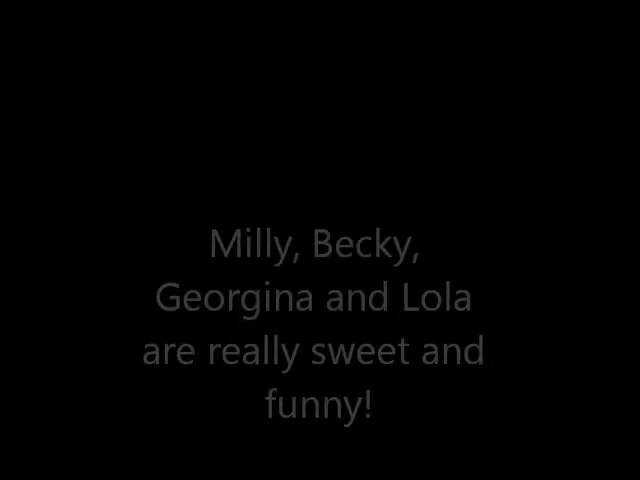 Milly, Becky,
Georgina and Lola
are really sweet and
funny!